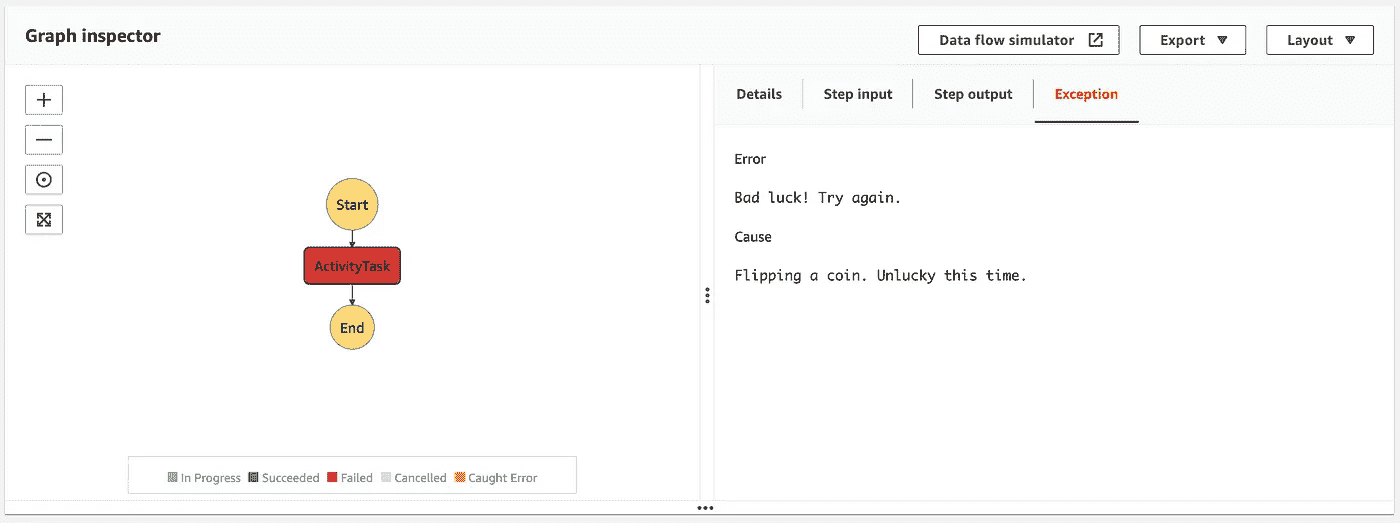 Graph inspector
Data flow simulator
Export
Layout
Details
Step input
Step output
Exception
Start
ActivityTask
End
Error
Bad luck! Try again.
Cause
Flipping a coin. Unlucky this time.
In Progress
Succeeded
Failed
Cancelled
Caught Error